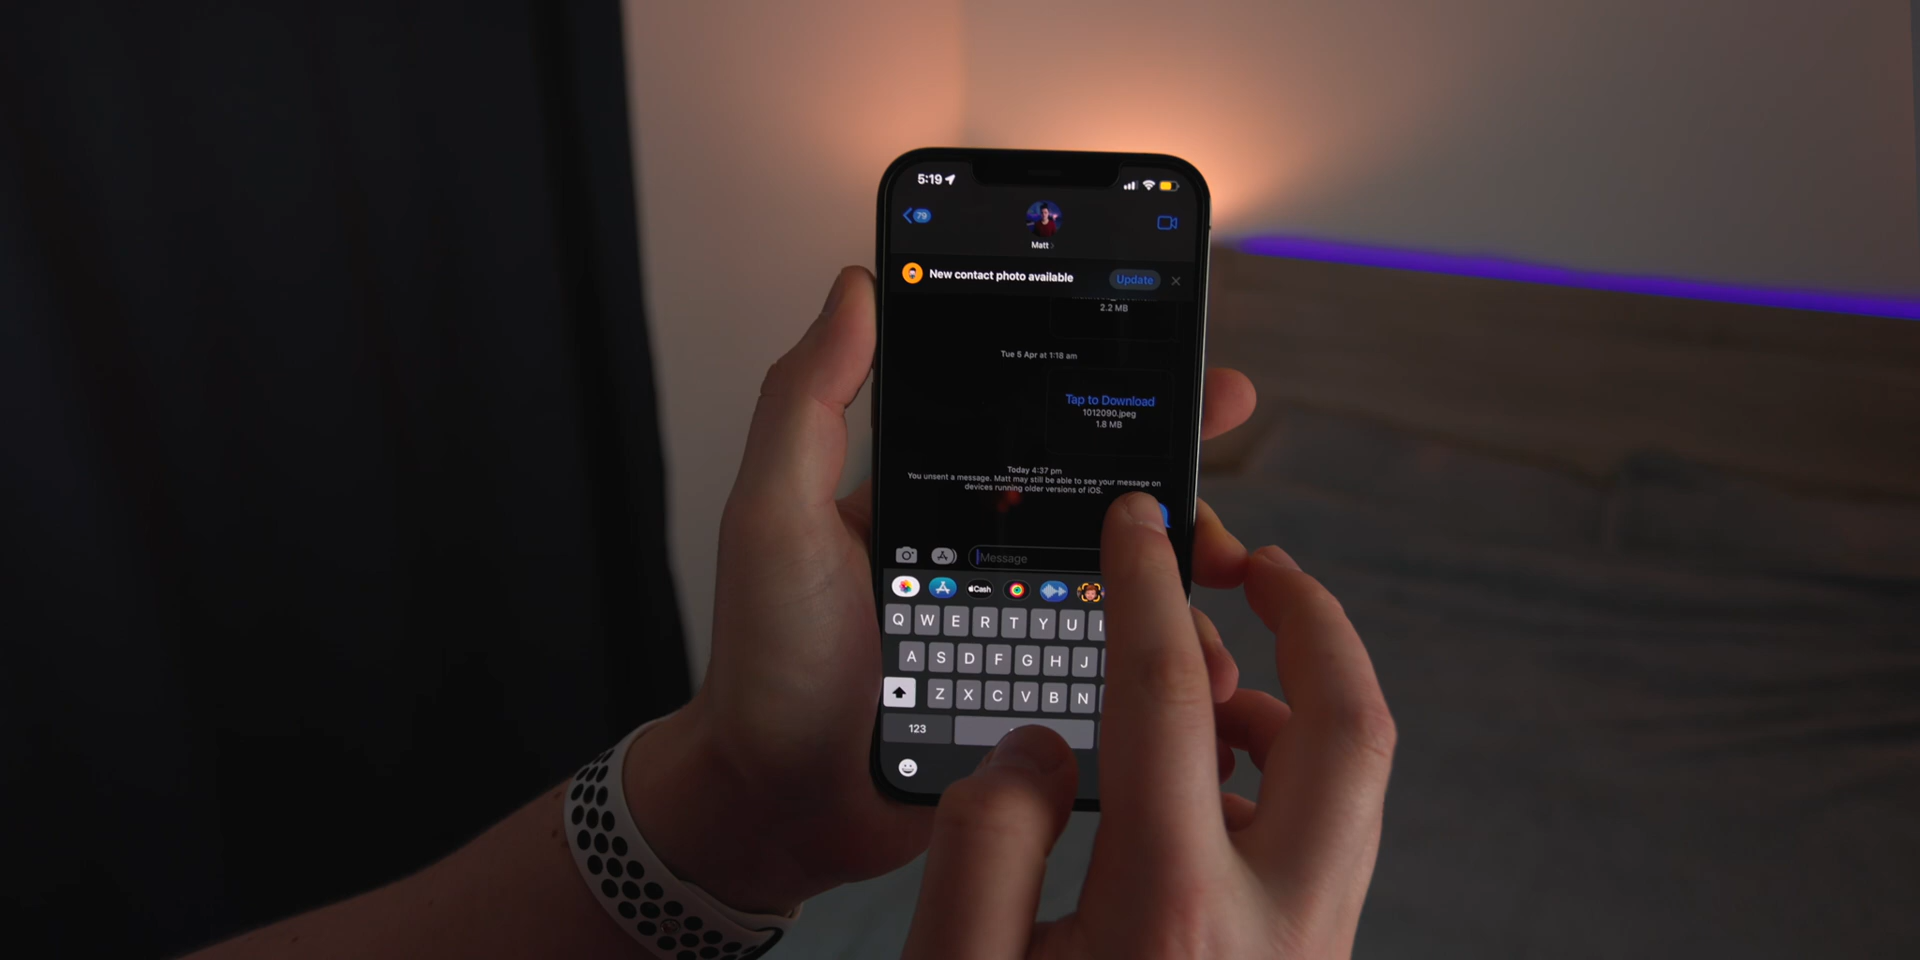 5:19
79
Matt
New contact photo available
Update
2.2 MB
Tue 5 Apr at 1:18 am
Tap to Download
1012090.jpeg
1.8 MB
Today 4:37 pm
You unsent a message. Matt may still be able to see your message on
devices running older versions of iOS.
Message
Cash
Q W E R T Y U I
A S D F G H J
Z X C V B N
123